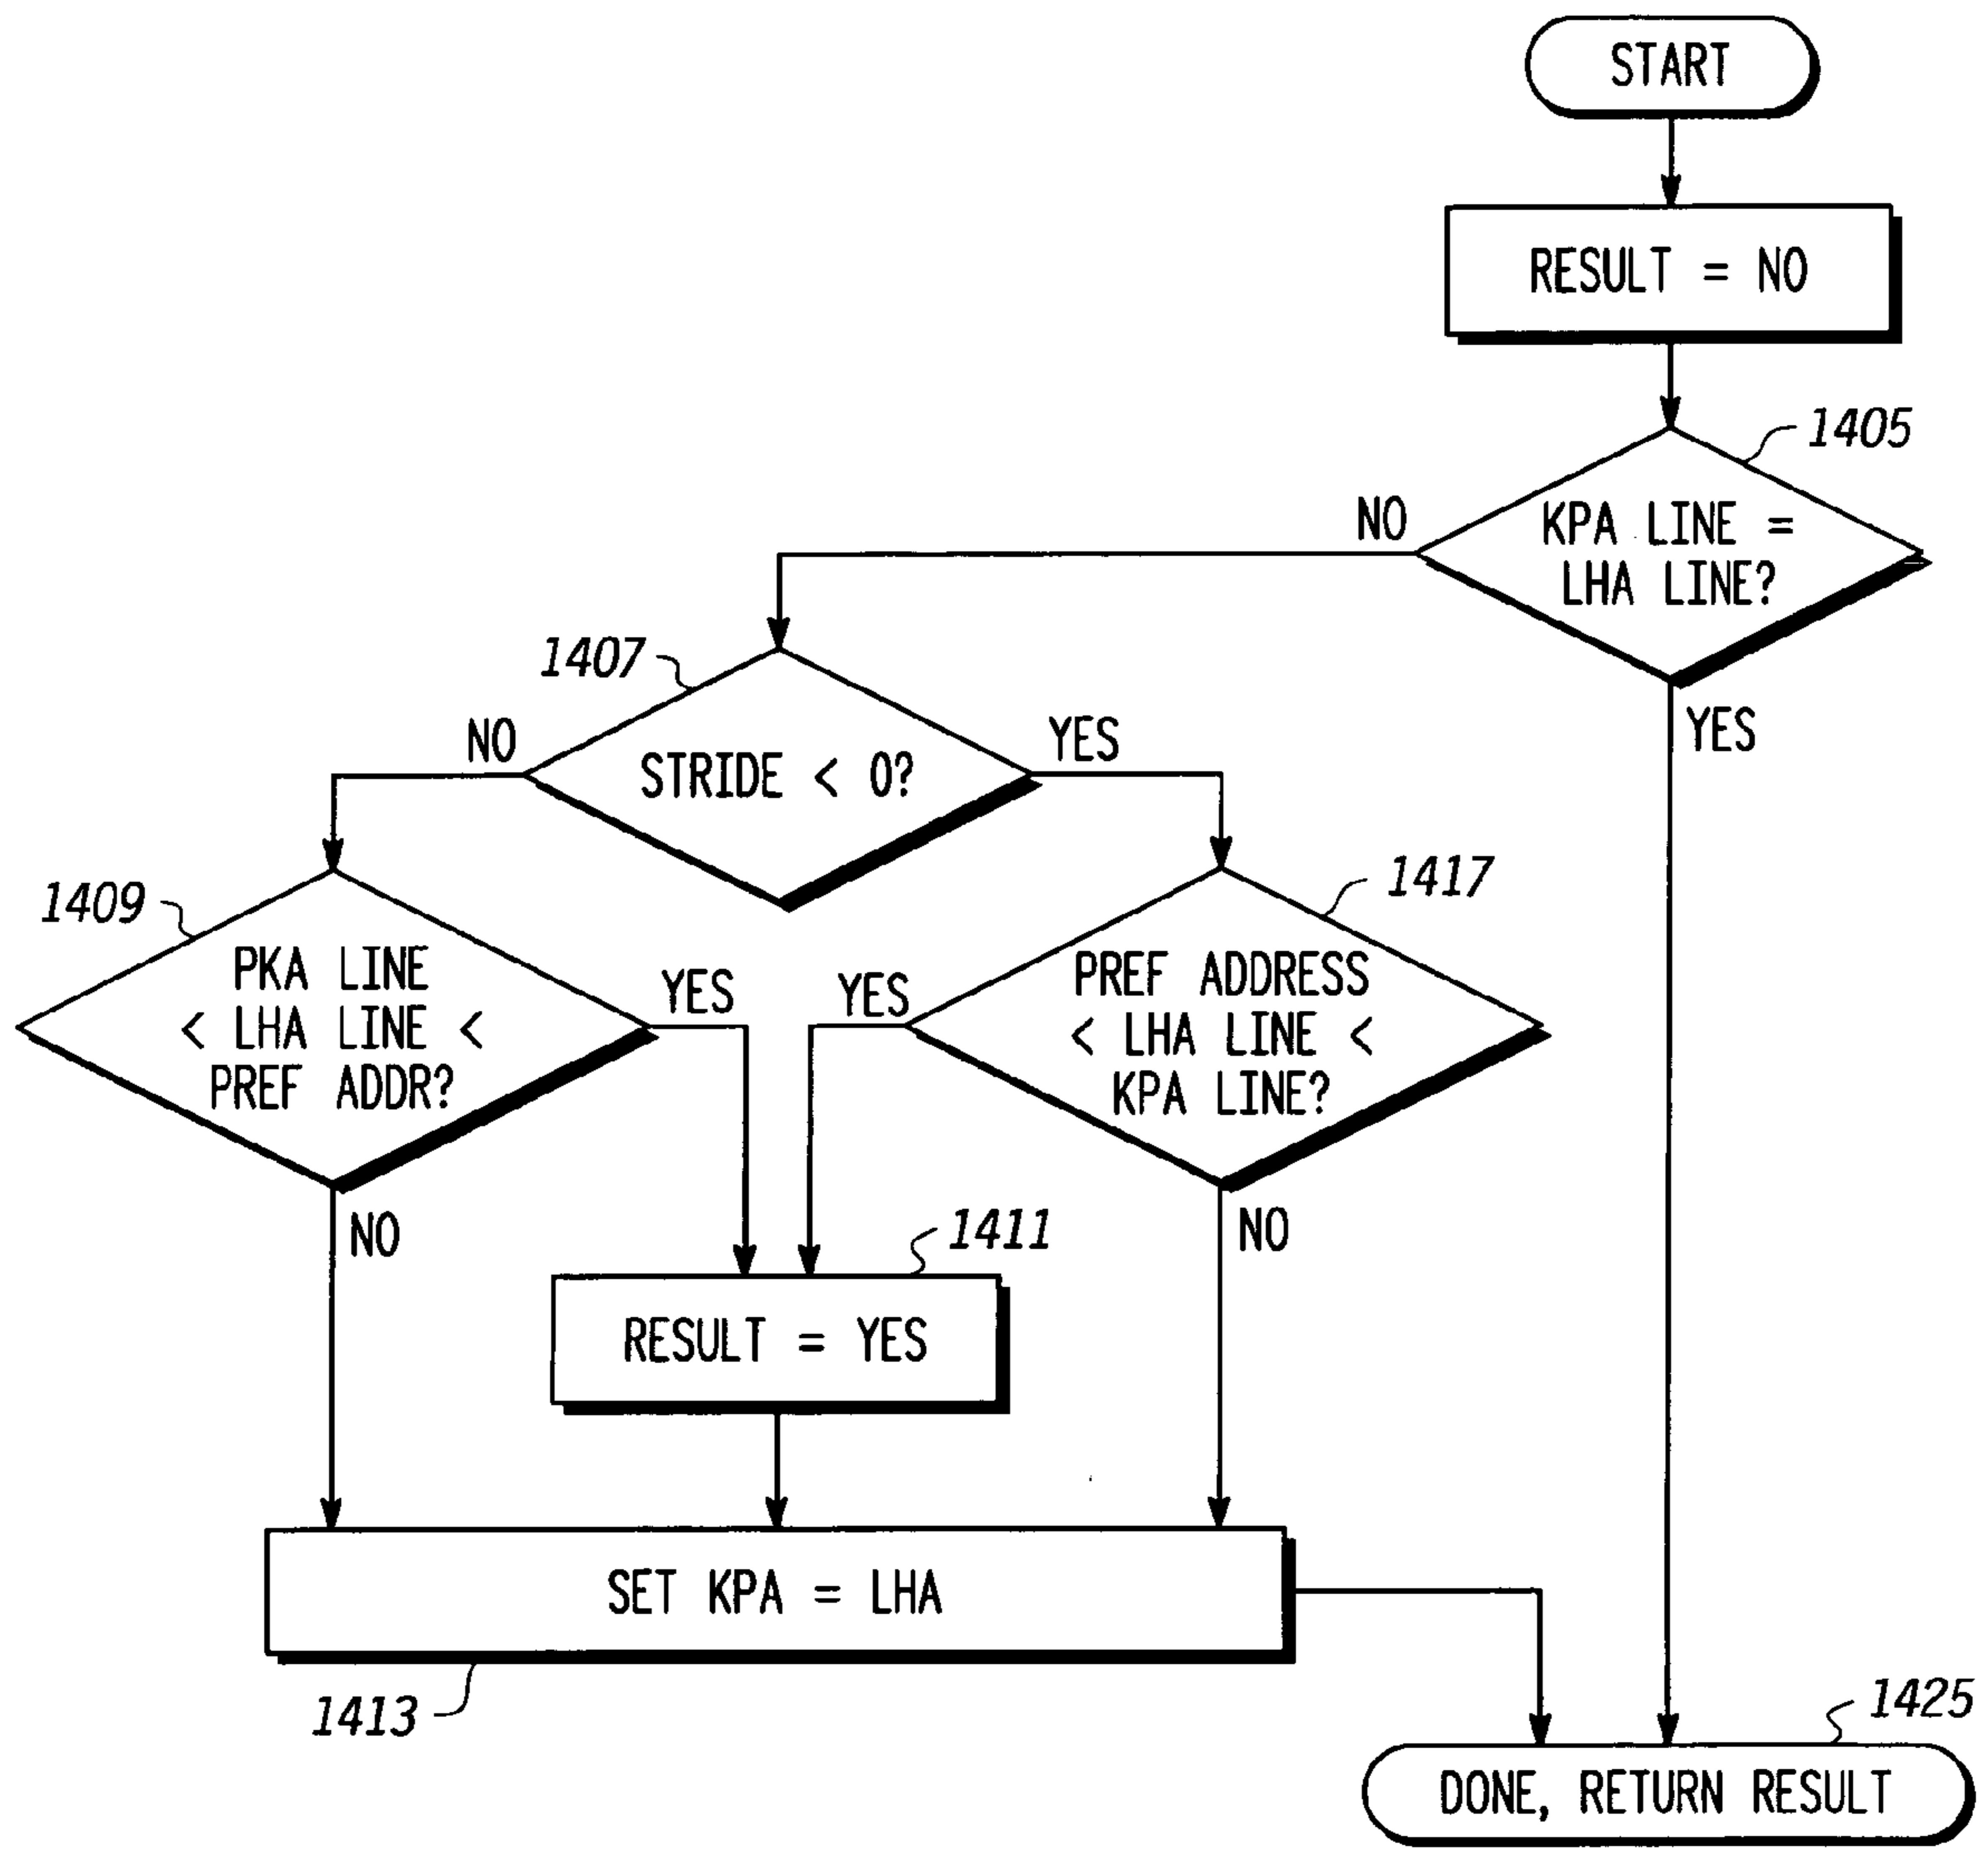 START
RESULT = NO
1405
KPA LINE =
LHA LINE?
NO
YES
1407
STRIDE < 0?
NO
YES
1409
PKA LINE
< LHA LINE <
PREF ADDR?
YES
NO
1417
PREF ADDRESS
< LHA LINE <
KPA LINE?
YES
NO
1411
RESULT = YES
SET KPA = LHA
1413
1425
DONE, RETURN RESULT